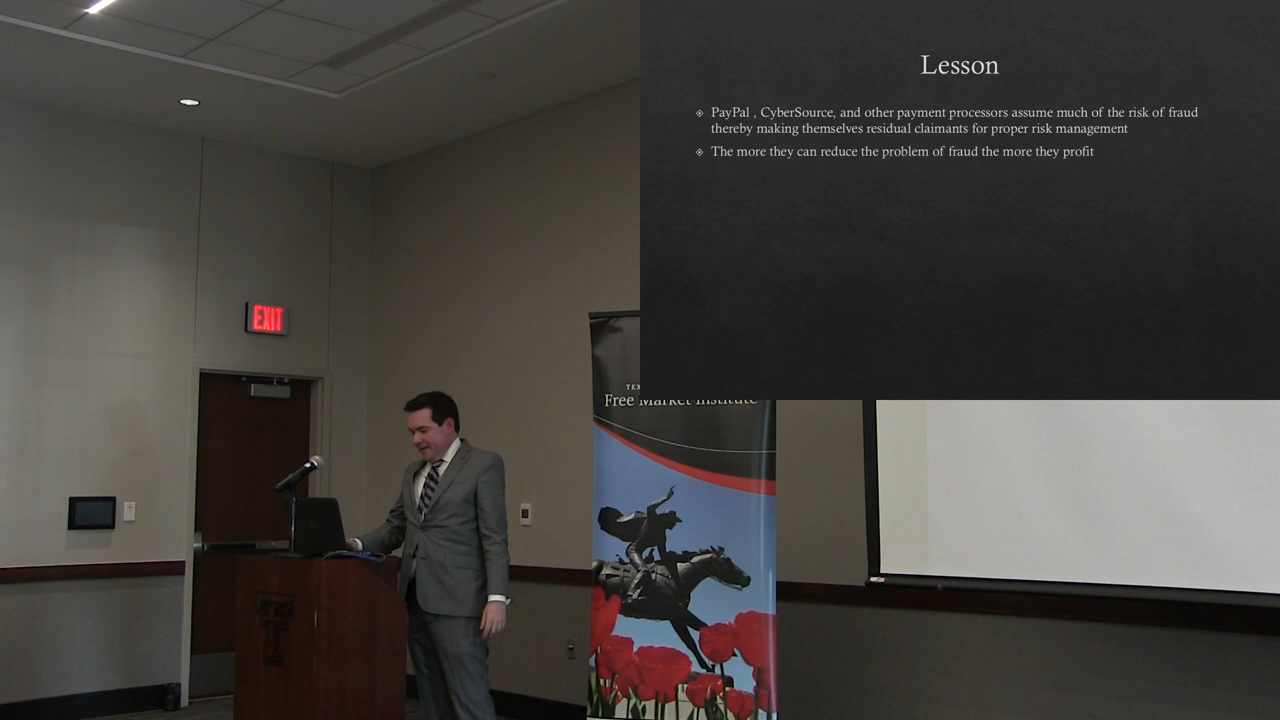 Lesson
PayPal , CyberSource, and other payment processors assume much of the risk of fraud
thereby making themselves residual claimants for proper risk management
The more they can reduce the problem of fraud the more they profit
EXIT
TEX
Free Market Institute